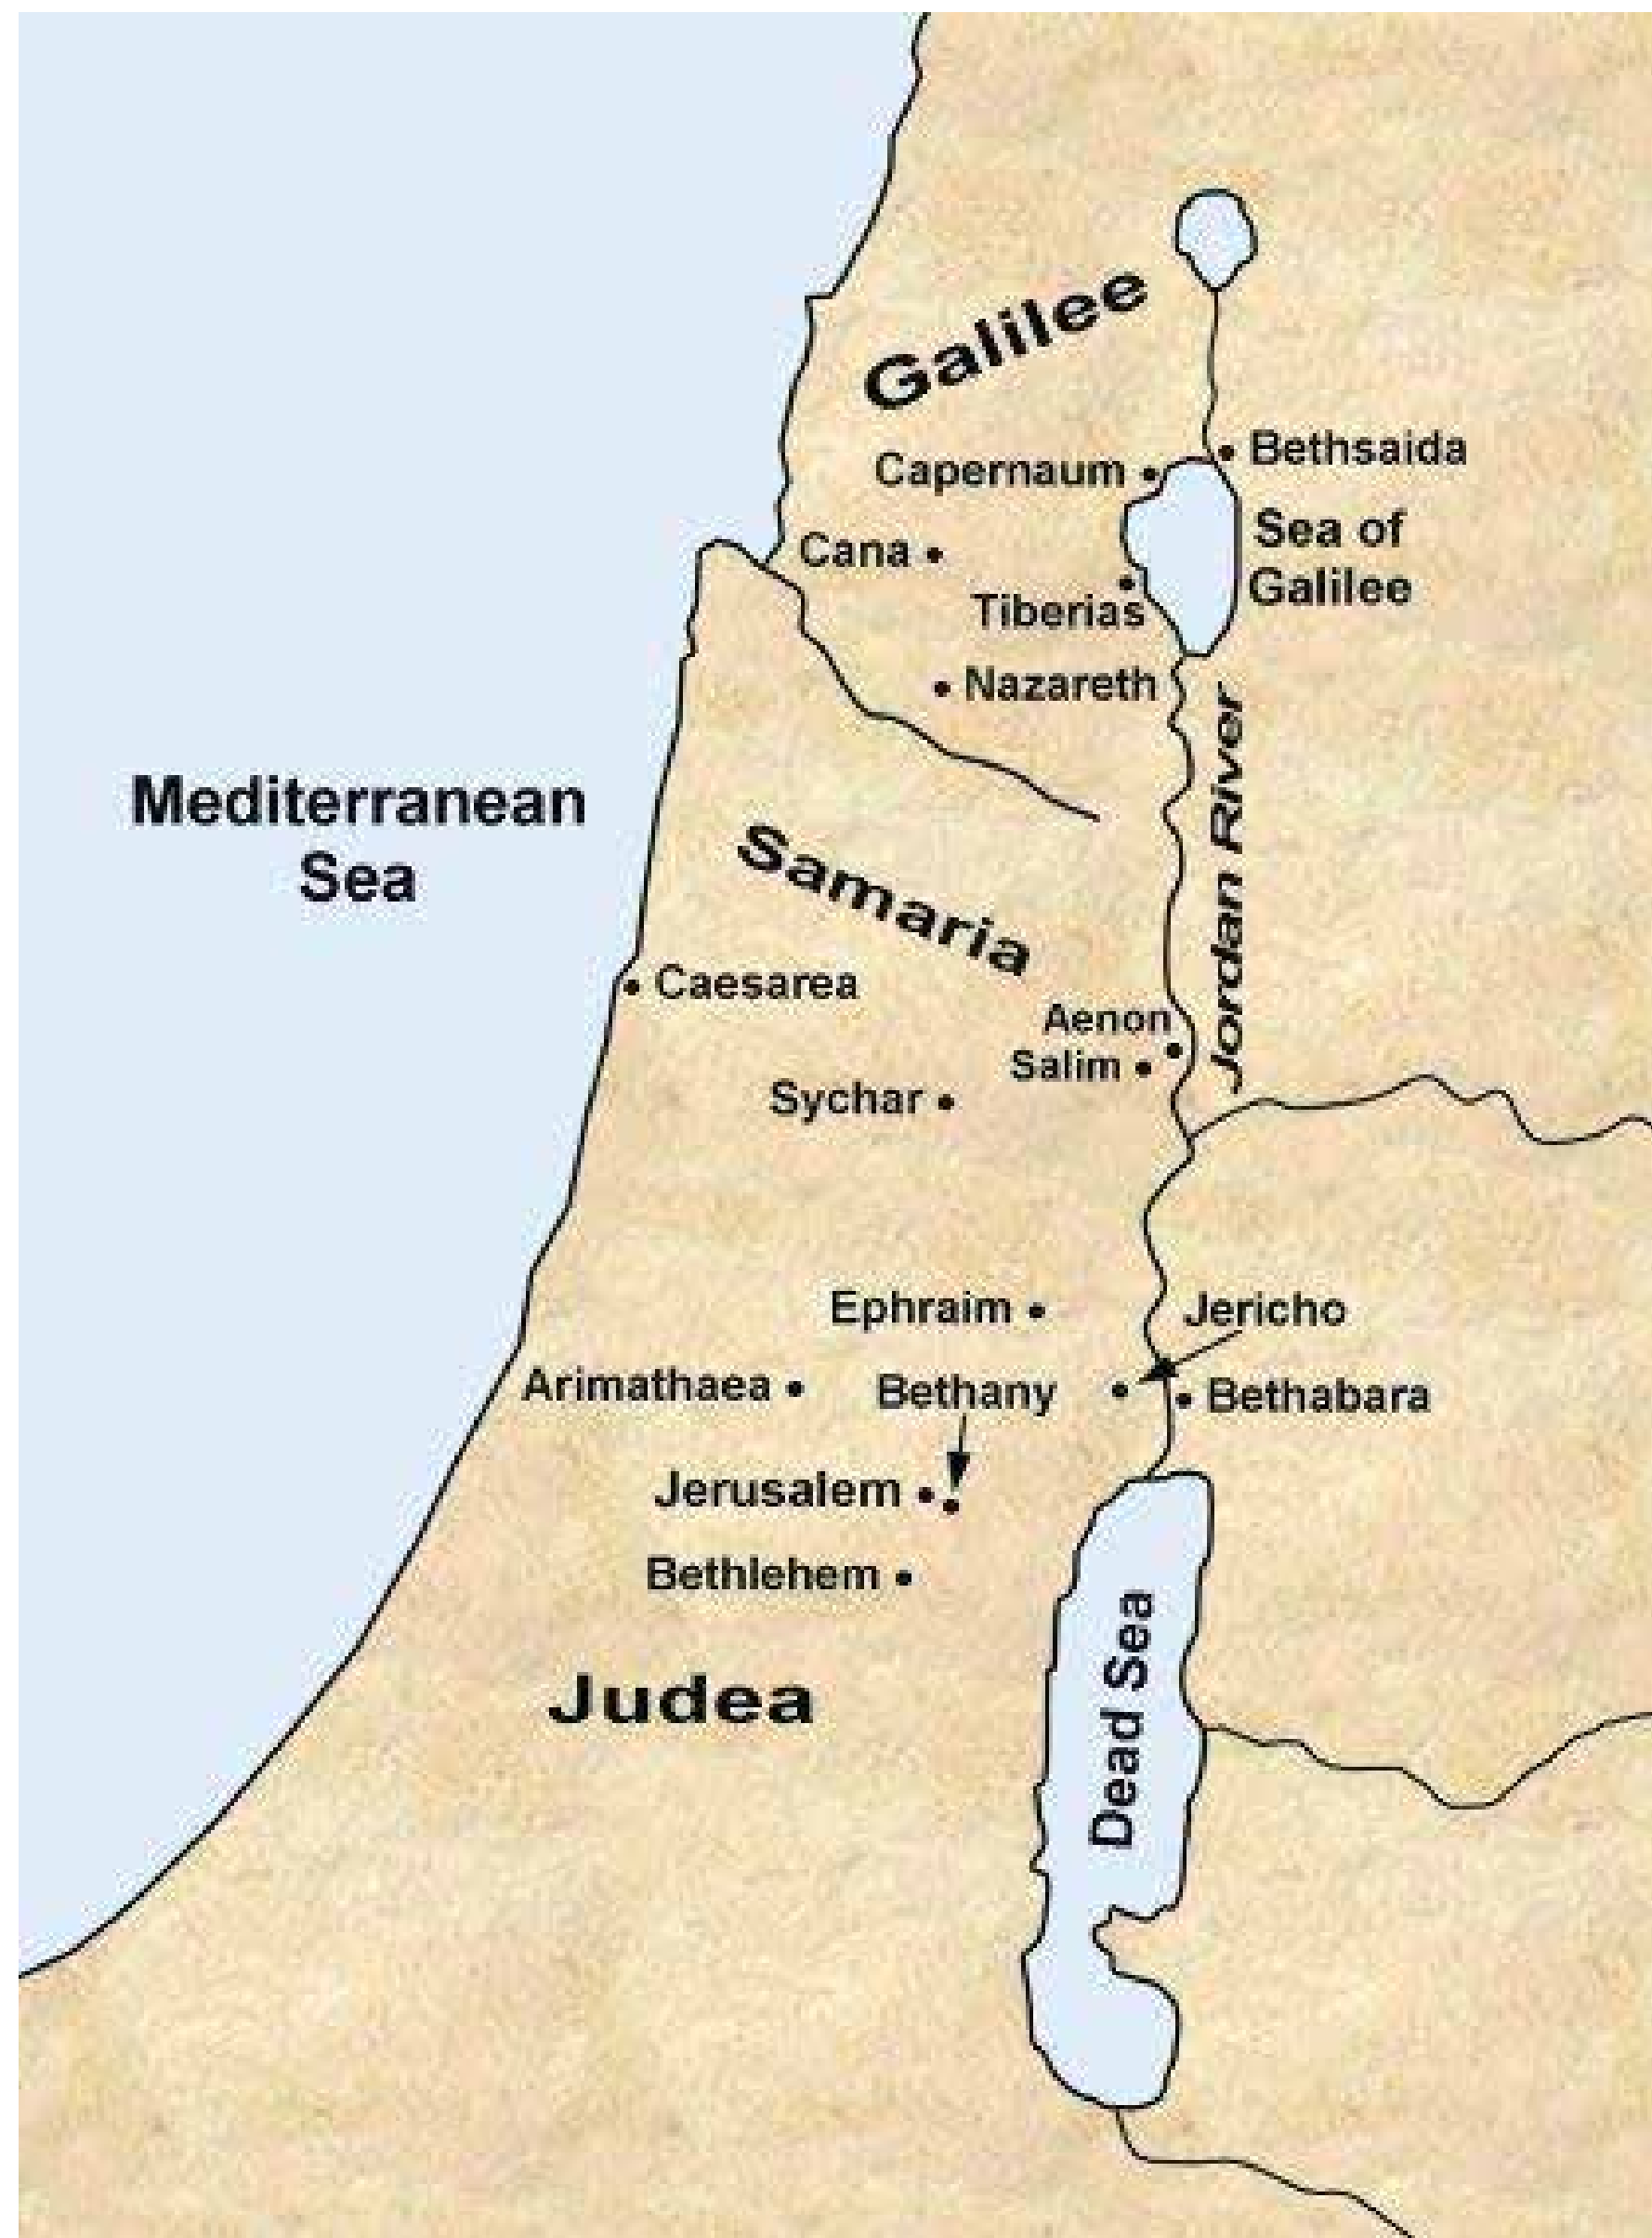 Galilee
Bethsaida
Capernaum
Sea of
Galilee
Cana
Tiberias
Nazareth
Jordan River
Mediterranean
Sea
Samaria
Caesarea
Aenon
Salim
Sychar
Ephraim
Jericho
Arimathaea
Bethany
Bethabara
Jerusalem
Bethlehem
Dead Sea
Judea